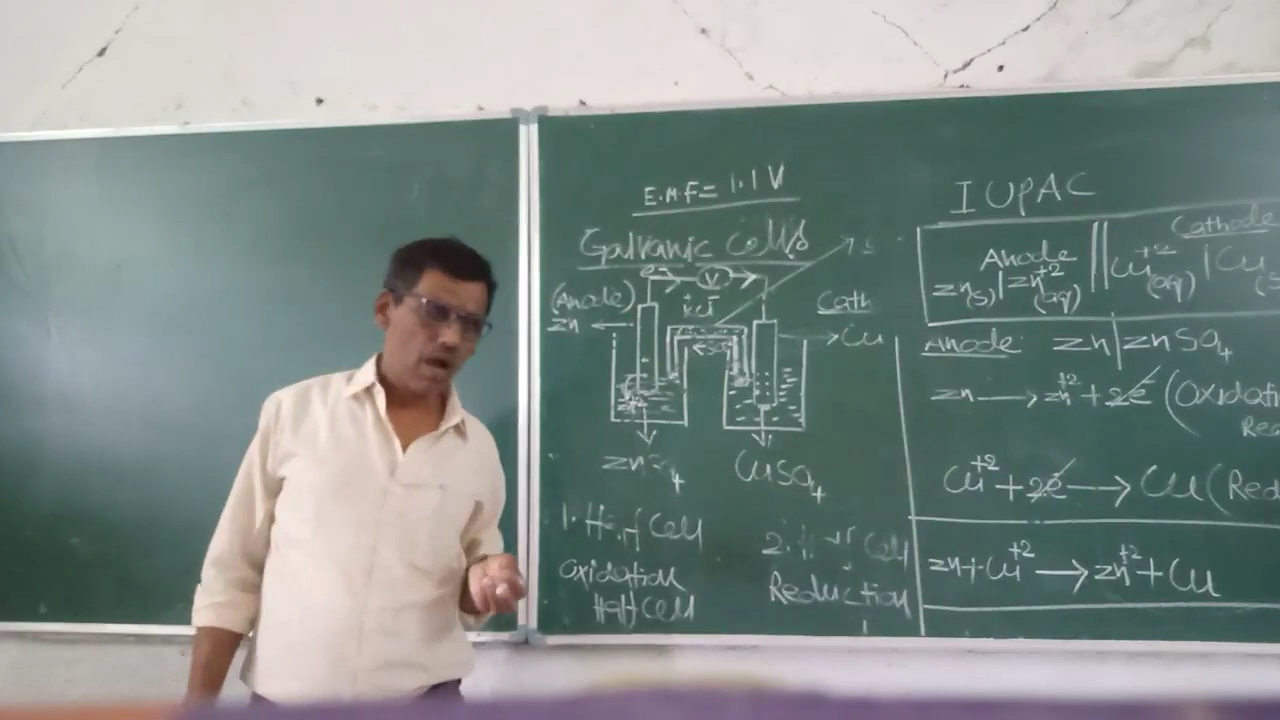 E.M.F = 1.1 V
Galvanic Cells
e-
V
(Anode)
Zn
KCl
Cath
Cu
CuSO4
1. Half Cell
Oxidation
Half Cell
2. Half Cell
Reduction
IUPAC
Anode
Cathode
Zn(s) | Zn+2(aq) || Cu+2(aq) | Cu(s
Anode: Zn | ZnSO4
Zn → Zn+2 + 2e (Oxidati
Rea
Cu+2 + 2e → Cu (Red
Zn + Cu+2 → Zn+2 + Cu